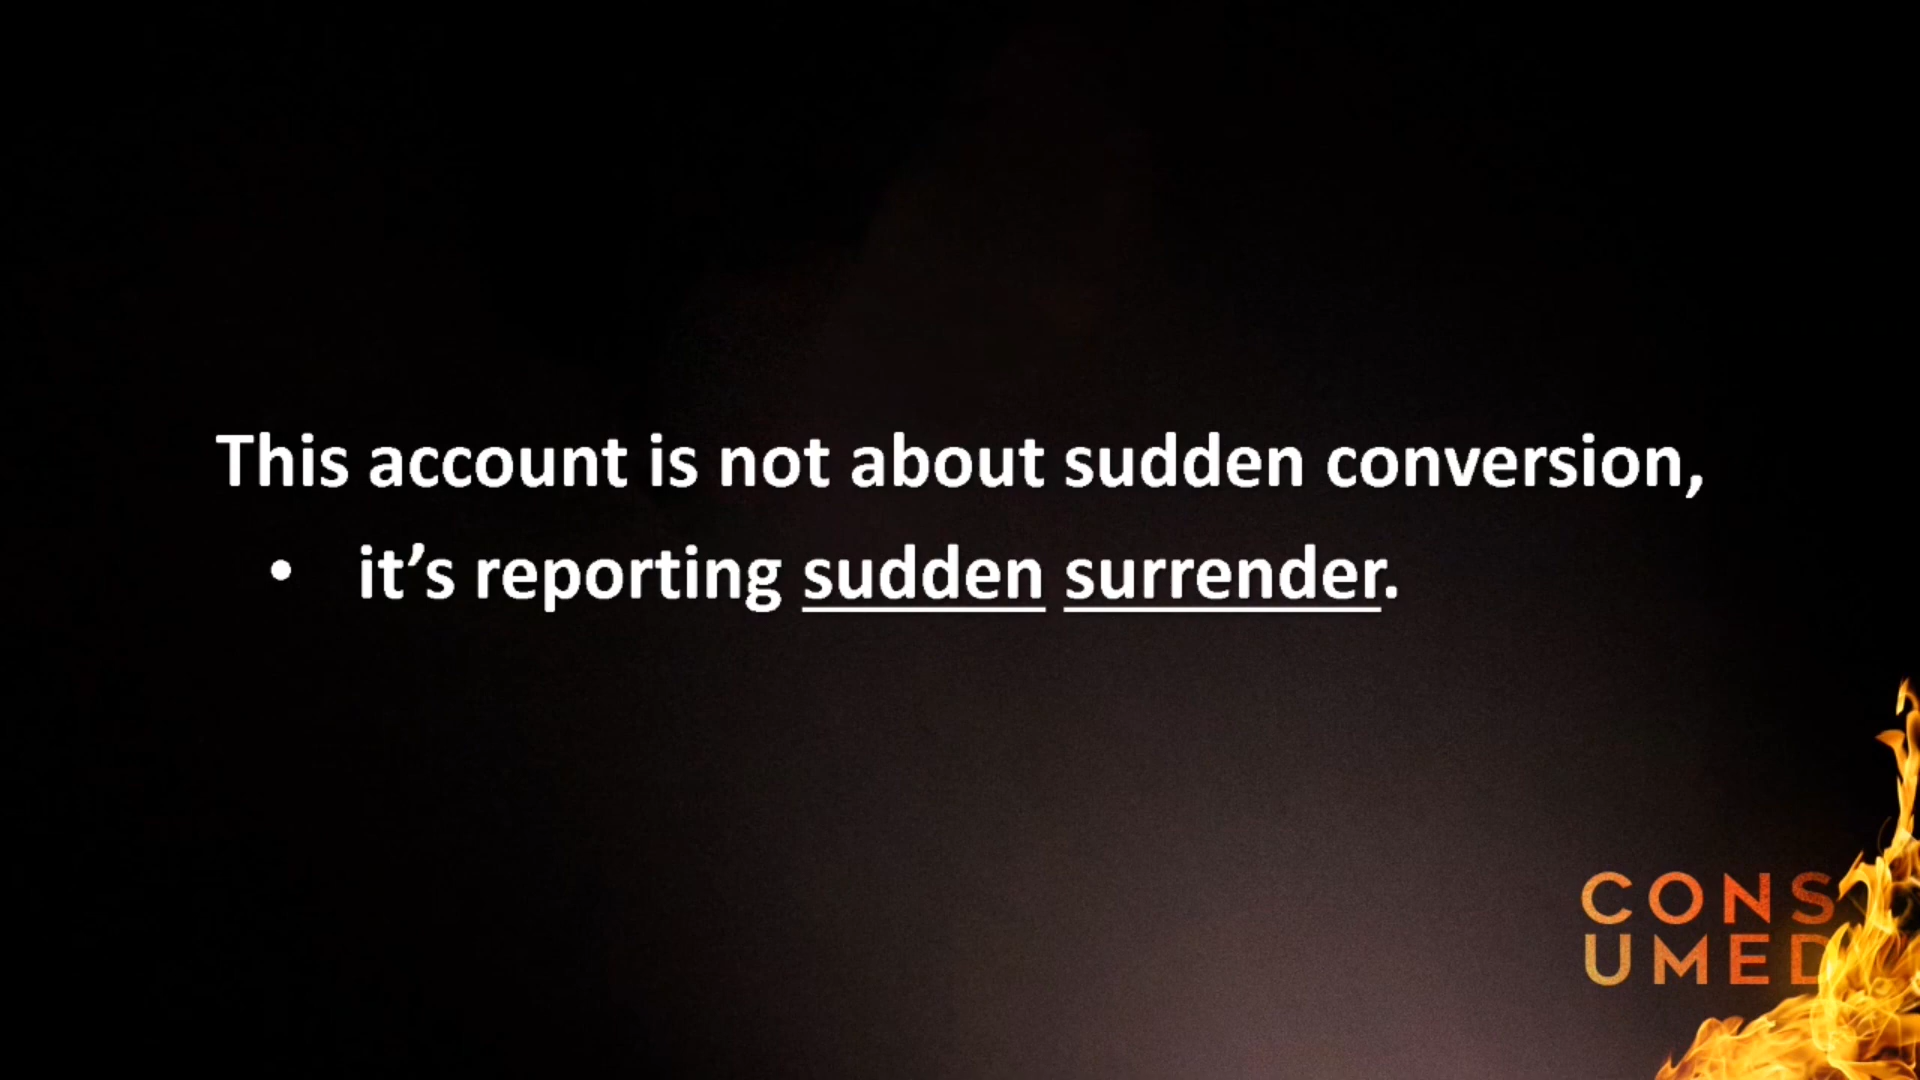 This account is not about sudden conversion,
• it’s reporting sudden surrender.
CONS
UMED